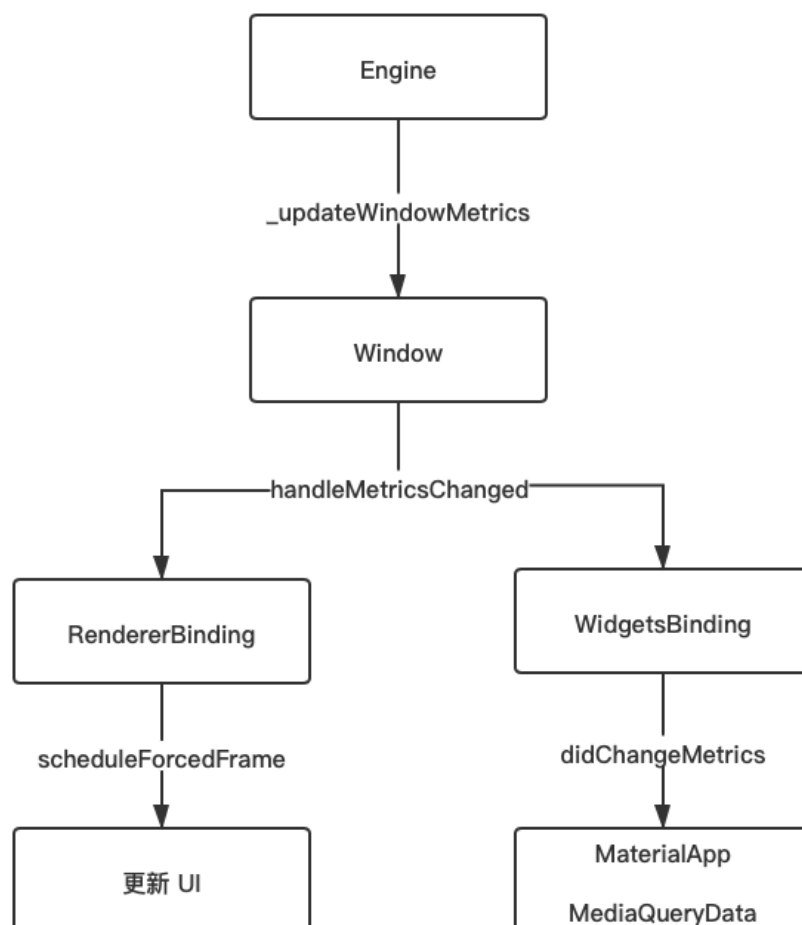 Engine
_updateWindowMetrics
Window
handleMetricsChanged
RendererBinding
WidgetsBinding
scheduleForcedFrame
didChangeMetrics
更新 UI
MaterialApp
MediaQueryData